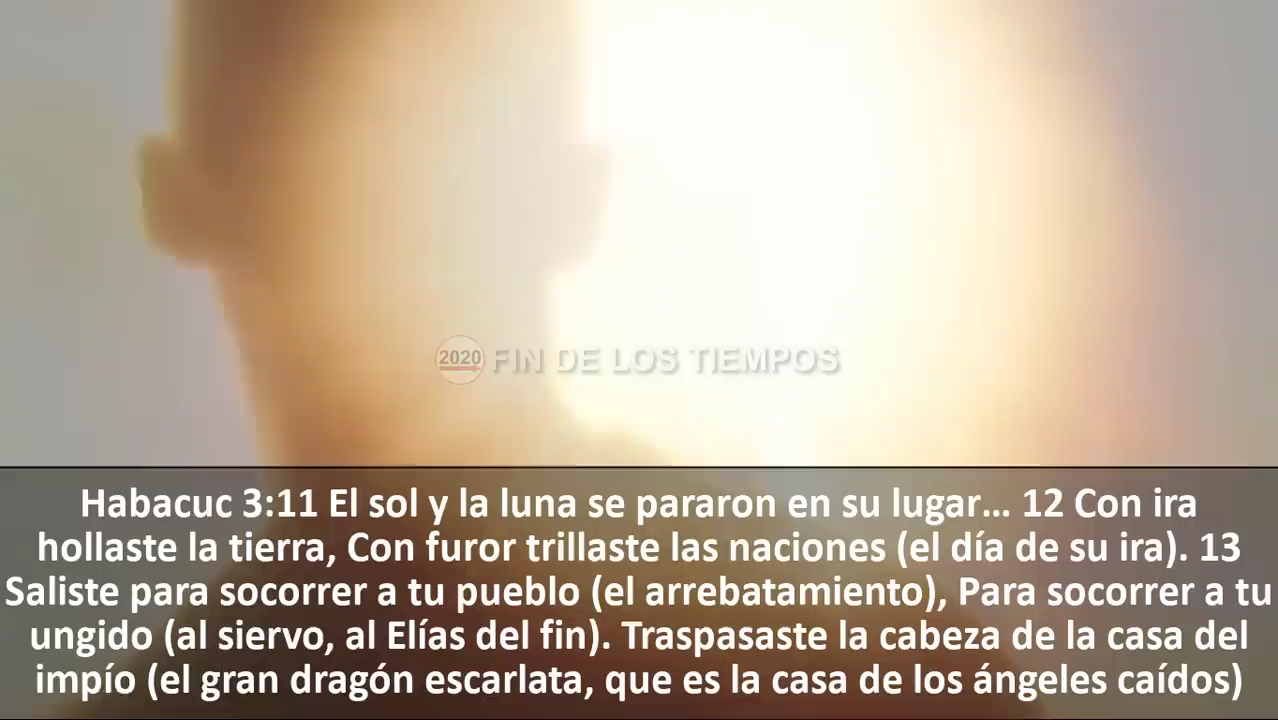 2020 FIN DE LOS TIEMPOS
Habacuc 3:11 El sol y la luna se pararon en su lugar... 12 Con ira
hollaste la tierra, Con furor trillaste las naciones (el día de su ira). 13
Saliste para socorrer a tu pueblo (el arrebatamiento), Para socorrer a tu
ungido (al siervo, al Elías del fin). Traspasaste la cabeza de la casa del
impío (el gran dragón escarlata, que es la casa de los ángeles caídos)